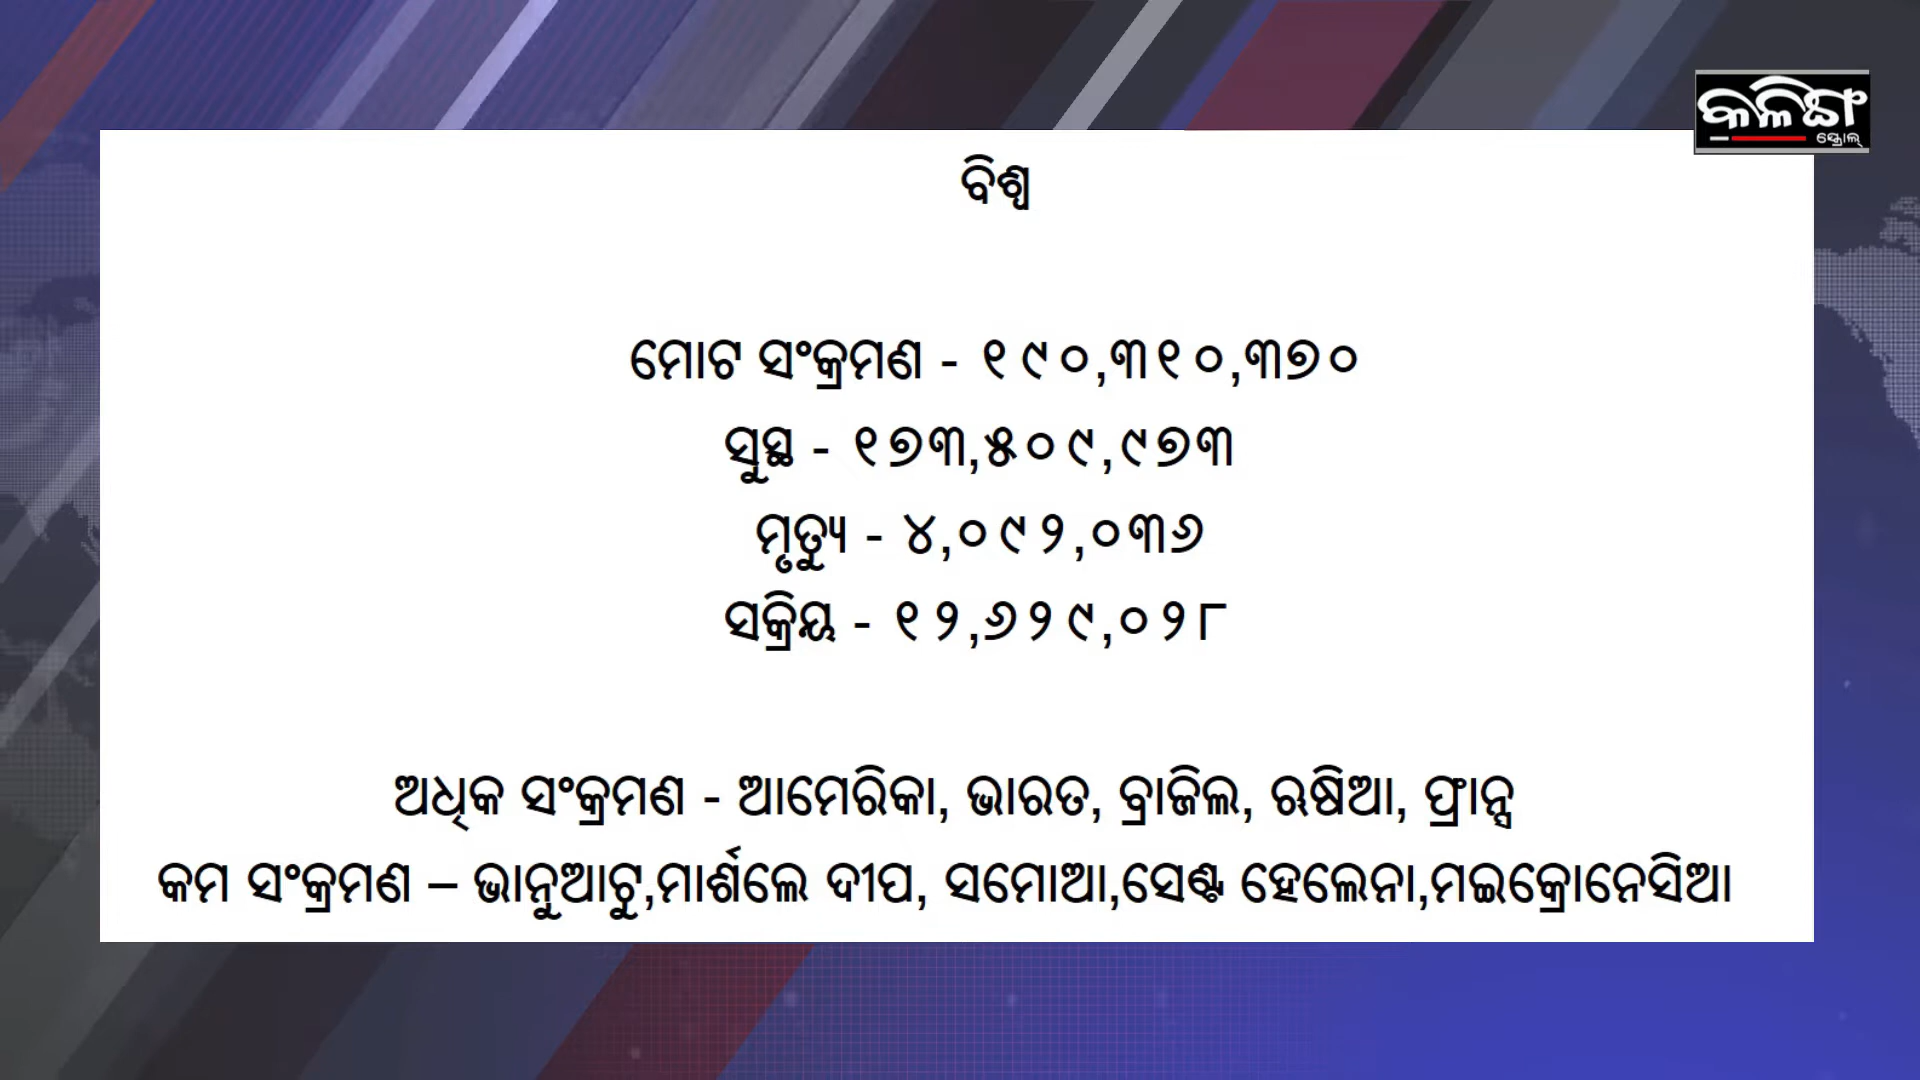 କଳିଙ୍ଗ
ସ୍କ୍ରୋଲ୍
ବିଶ୍ୱ
ମୋଟ ସଂକ୍ରମଣ - ୧୯୦,୩୧୦,୩୭୦
ସୁସ୍ଥ - ୧୭୩,୫୦୯,୯୭୩
ମୃତ୍ୟୁ - ୪,୦୯୨,୦୩୬
ସକ୍ରିୟ - ୧୨,୬୨୯,୦୨୮
ଅଧିକ ସଂକ୍ରମଣ - ଆମେରିକା, ଭାରତ, ବ୍ରାଜିଲ, ଋଷିଆ, ଫ୍ରାନ୍ସ
କମ ସଂକ୍ରମଣ – ଭାନୁଆଟୁ,ମାର୍ଶଲେ ଦୀପ, ସମୋଆ,ସେଣ୍ଟ ହେଲେନା,ମଇକ୍ରୋନେସିଆ